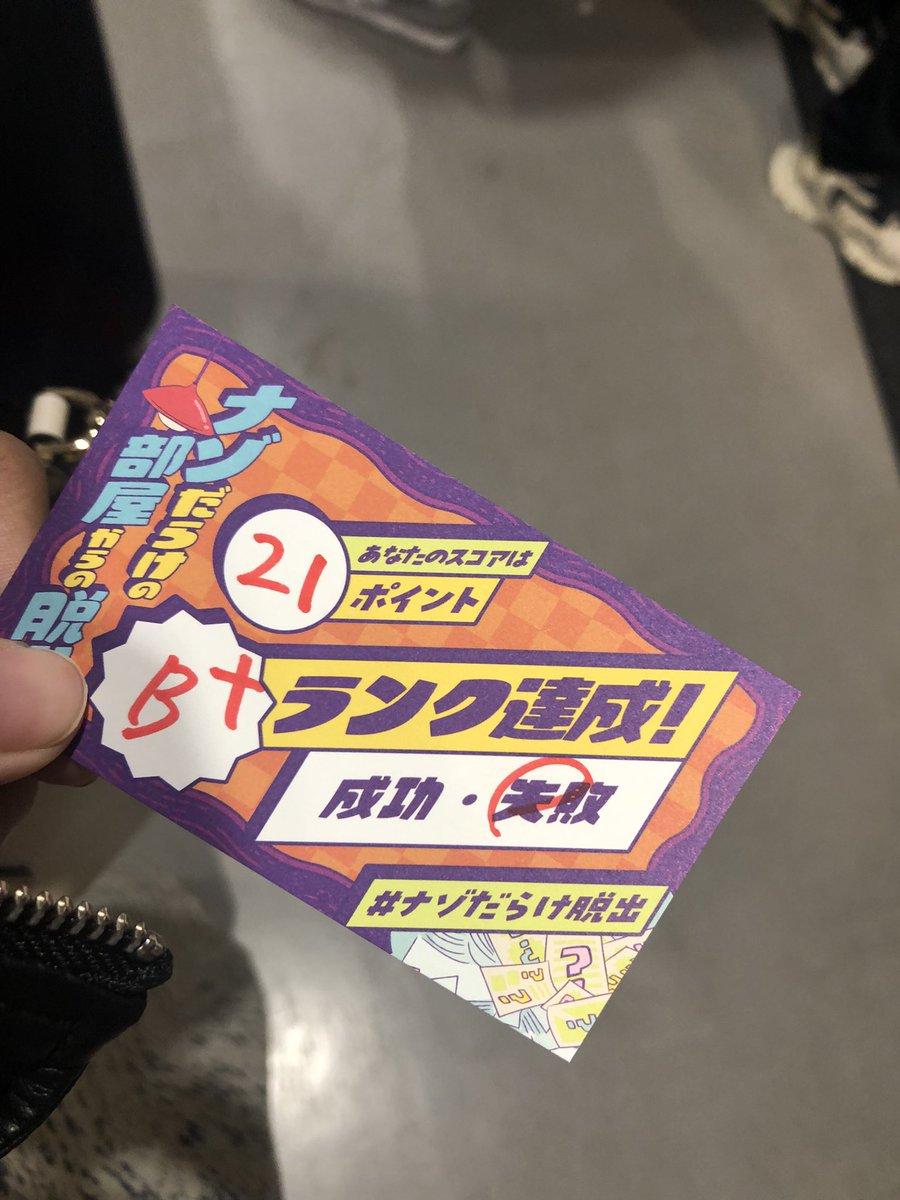 ナゾだらけの
部屋からの
脱
21
あなたのスコアは
ポイント
B+
ランク達成!
成功・失敗
#ナゾだらけ脱出
?